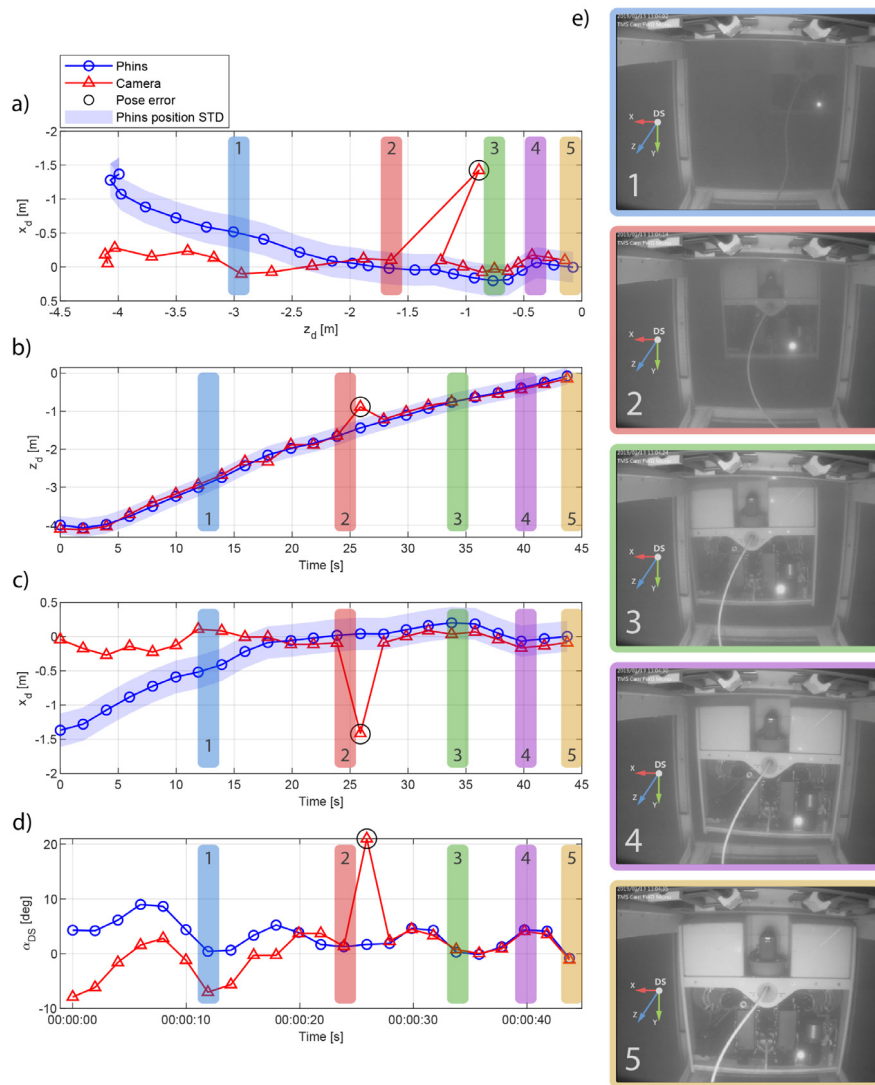 e)
Phins
Camera
Pose error
Phins position STD
a)
-2
-1.5
-1
-0.5
0
0.5
x_d [m]
1
2
3
4
5
-4.5
-4
-3.5
-3
-2.5
-2
-1.5
-1
-0.5
0
z_d [m]
b)
0
-1
-2
-3
-4
z_d [m]
1
2
3
4
5
0
5
10
15
20
25
30
35
40
45
Time [s]
c)
0.5
0
-0.5
-1
-1.5
-2
x_d [m]
1
2
3
4
5
0
5
10
15
20
25
30
35
40
45
Time [s]
d)
20
10
0
-10
α_DS [deg]
1
2
3
4
5
00:00:00
00:00:10
00:00:20
00:00:30
00:00:40
Time [s]
DS
X
Z
Y
1
DS
X
Z
Y
2
DS
X
Z
Y
3
DS
X
Z
Y
4
DS
X
Z
Y
5